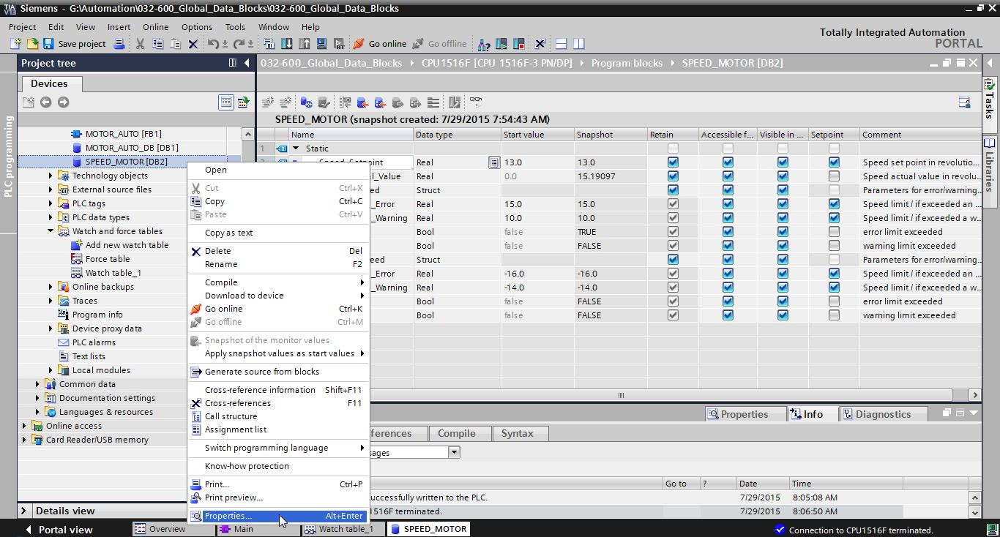 Siemens - G:\Automation\032-600_Global_Data_Blocks\032-600_Global_Data_Blocks
Project Edit View Insert Online Options Tools Window Help
Totally Integrated Automation
PORTAL
Save project Go online Go offline
Project tree
032-600_Global_Data_Blocks CPU1516F [CPU 1516F-3 PN/DP] Program blocks SPEED_MOTOR [DB2]
Devices
PLC programming
MOTOR_AUTO [FB1]
MOTOR_AUTO_DB [DB1]
SPEED_MOTOR [DB2]
Technology objects
External source files
PLC tags
PLC data types
Watch and force tables
Add new watch table
Force table
Watch table_1
Online backups
Traces
Program info
Device proxy data
PLC alarms
Text lists
Local modules
Common data
Documentation settings
Languages & resources
Online access
Card Reader/USB memory
Details view
Open
Cut Ctrl+X
Copy Ctrl+C
Paste Ctrl+V
Copy as text
Delete Del
Rename F2
Compile
Download to device
Go online Ctrl+K
Go offline Ctrl+M
Snapshot of the monitor values
Apply snapshot values as start values
Generate source from blocks
Cross-reference information Shift+F11
Cross-references F11
Call structure
Assignment list
Switch programming language
Know-how protection
Print... Ctrl+P
Print preview...
Properties... Alt+Enter
SPEED_MOTOR (snapshot created: 7/29/2015 7:54:43 AM)
Name Data type Start value Snapshot Retain Accessible f... Visible in ... Setpoint Comment
1 Static
Real 13.0 13.0 Speed set point in revolutio...
l_Value Real 0.0 15.19097 Speed actual value in revolu...
ed Struct Parameters for error/warning...
_Error Real 15.0 15.0 Speed limit / if exceeded an ...
_Warning Real 10.0 10.0 Speed limit / if exceeded a w...
Bool false TRUE error limit exceeded
Bool false FALSE warning limit exceeded
eed Struct Parameters for error/warning...
_Error Real -16.0 -16.0 Speed limit / if exceeded an ...
_Warning Real -14.0 -14.0 Speed limit / if exceeded a w...
Bool false FALSE error limit exceeded
Bool false FALSE warning limit exceeded
Tasks
Libraries
Properties Info Diagnostics
ferences Compile Syntax
sages
Go to ? Date Time
uccessfully written to the PLC. 7/29/2015 8:05:08 AM
1516F terminated. 7/29/2015 8:06:50 AM
Portal view Overview Main Watch table_1 SPEED_MOTOR Connection to CPU1516F terminated.